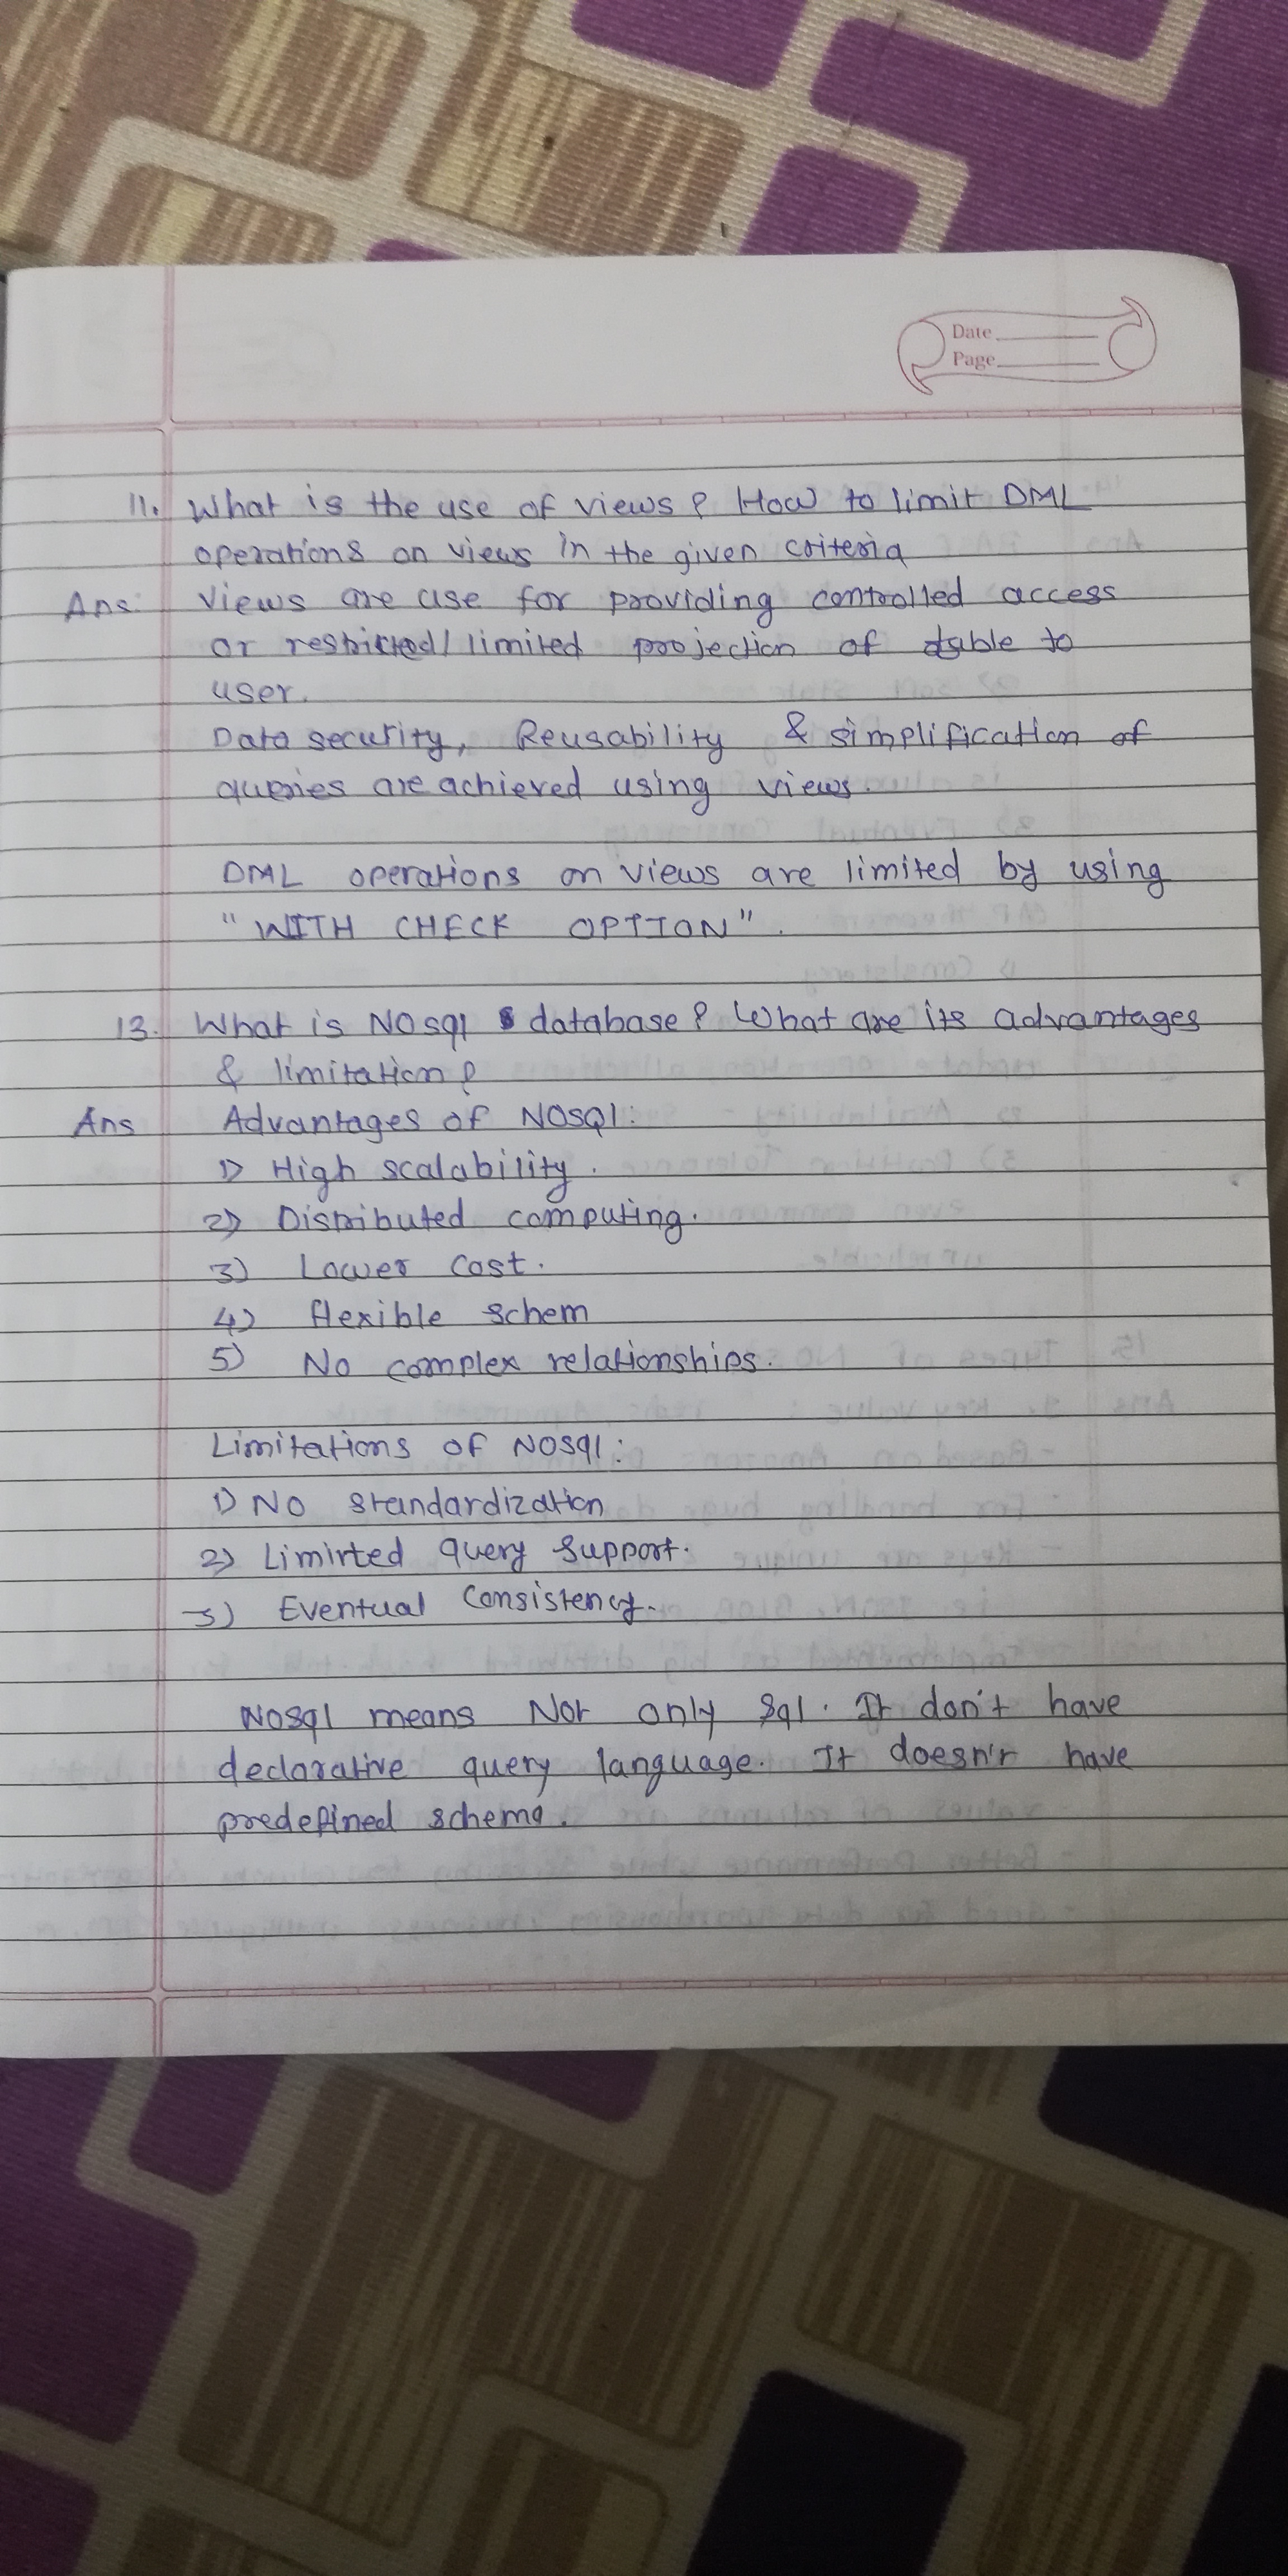 Date
Page
11. What is the use of views? How to limit DML
operations on views in the given criteria
Ans: Views are use for providing controlled access
or restricted/limited projection of table to
user.
Data security, Reusability & simplification of
queries are achieved using views.
DML operations on views are limited by using
"WITH CHECK OPTION".
13. What is NOsql database? What are its advantages
& limitation?
Ans Advantages of NOSQl:
1) High scalability.
2) Distributed computing.
3) Lower cost.
4) flexible schem
5) No complex relationships.
Limitations of NOSql:
1) NO standardization
2) Limirted query support.
3) Eventual Consistency.
NOSql means Not only Sql. It don't have
declarative query language. It doesn't have
predefined schema.